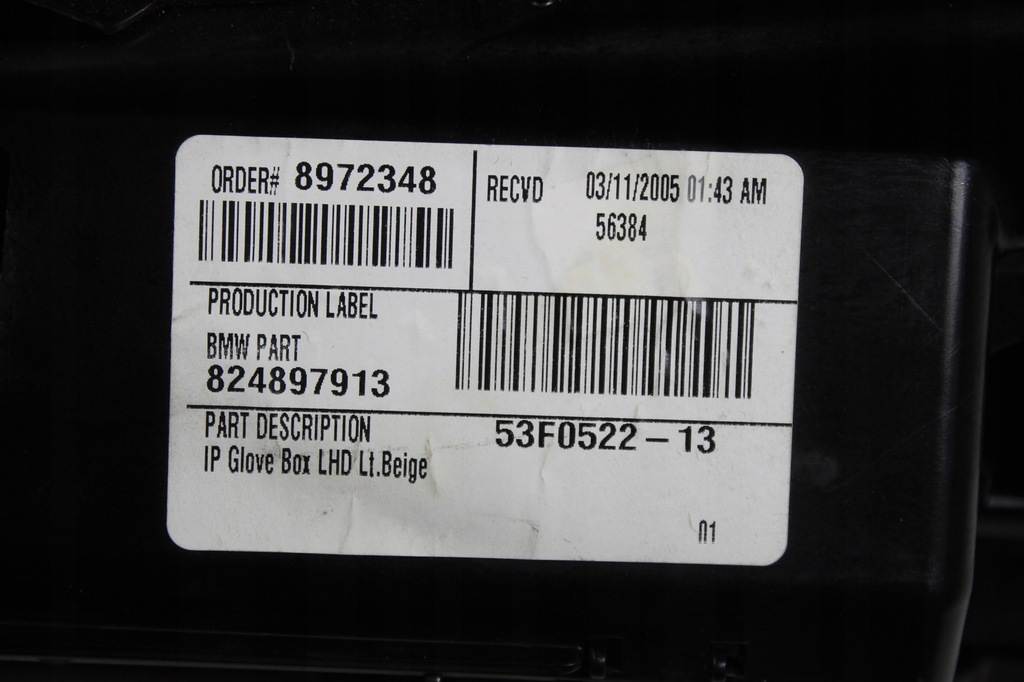 ORDER# 8972348
RECVD 03/11/2005 01:43 AM
56384
PRODUCTION LABEL
BMW PART
824897913
PART DESCRIPTION
IP Glove Box LHD Lt.Beige
53F0522-13
01